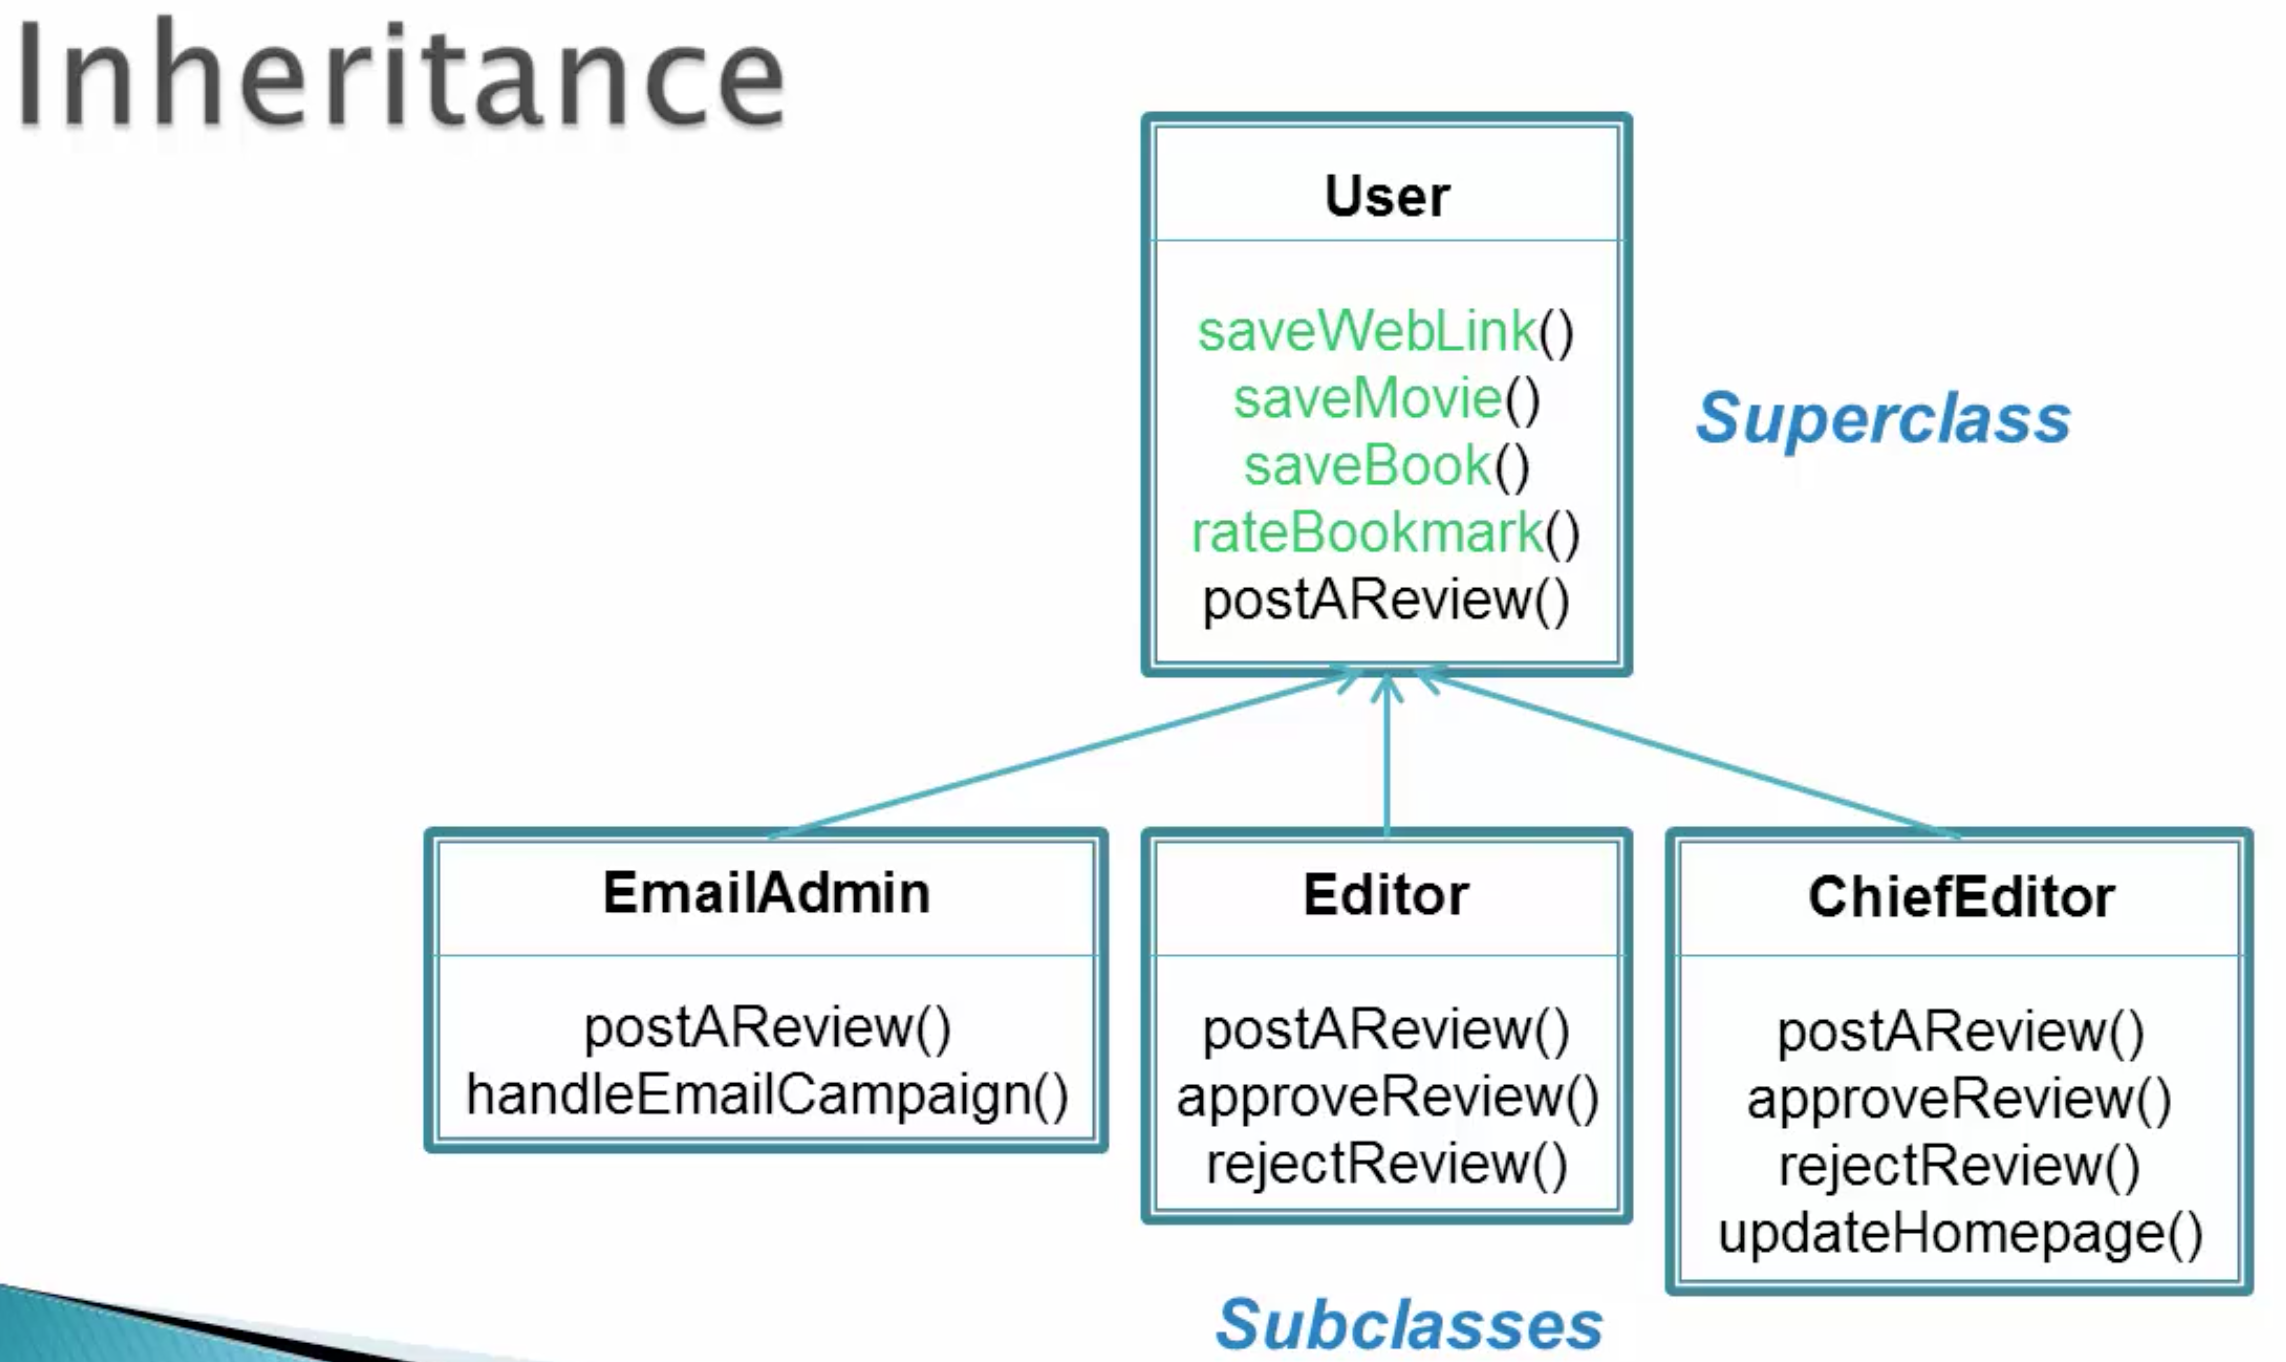 Inheritance
User
saveWebLink()
saveMovie()
saveBook()
rateBookmark()
postAReview()
Superclass
EmailAdmin
postAReview()
handleEmailCampaign()
Editor
postAReview()
approveReview()
rejectReview()
ChiefEditor
postAReview()
approveReview()
rejectReview()
updateHomepage()
Subclasses